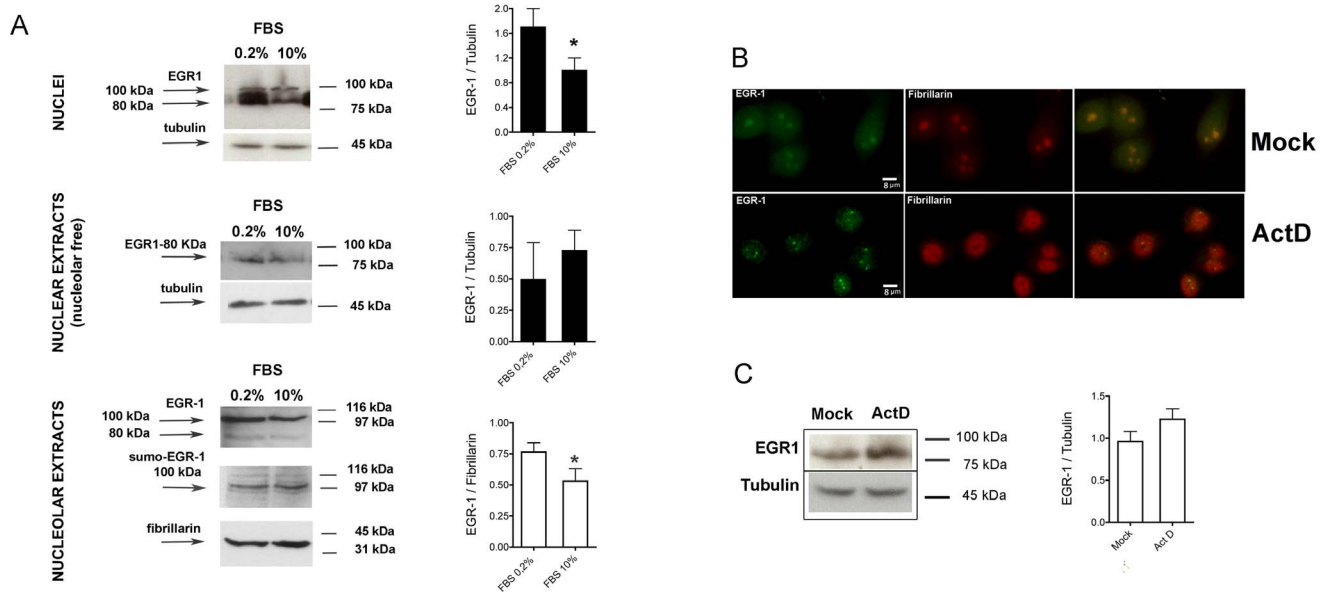 A
FBS
0.2% 10%
EGR1
100 kDa
80 kDa
100 kDa
75 kDa
tubulin
45 kDa
NUCLEI
EGR-1 / Tubulin
2.0
1.6
1.2
0.8
0.4
0.0
*
FBS 0.2%
FBS 10%
FBS
0.2% 10%
EGR1-80 KDa
100 kDa
75 kDa
tubulin
45 kDa
NUCLEAR EXTRACTS
(nucleolar free)
EGR-1 / Tubulin
1.00
0.75
0.50
0.25
0.00
FBS 0.2%
FBS 10%
FBS
0.2% 10%
EGR-1
100 kDa
80 kDa
116 kDa
97 kDa
sumo-EGR-1
100 kDa
116 kDa
97 kDa
fibrillarin
45 kDa
31 kDa
NUCLEOLAR EXTRACTS
EGR-1 / Fibrillarin
1.00
0.75
0.50
0.25
0.00
*
FBS 0.2%
FBS 10%
B
EGR-1
Fibrillarin
8 µm
Mock
EGR-1
Fibrillarin
8 µm
ActD
C
Mock ActD
EGR1
100 kDa
75 kDa
Tubulin
45 kDa
EGR-1 / Tubulin
1.5
1.0
0.5
0.0
Mock
Act D